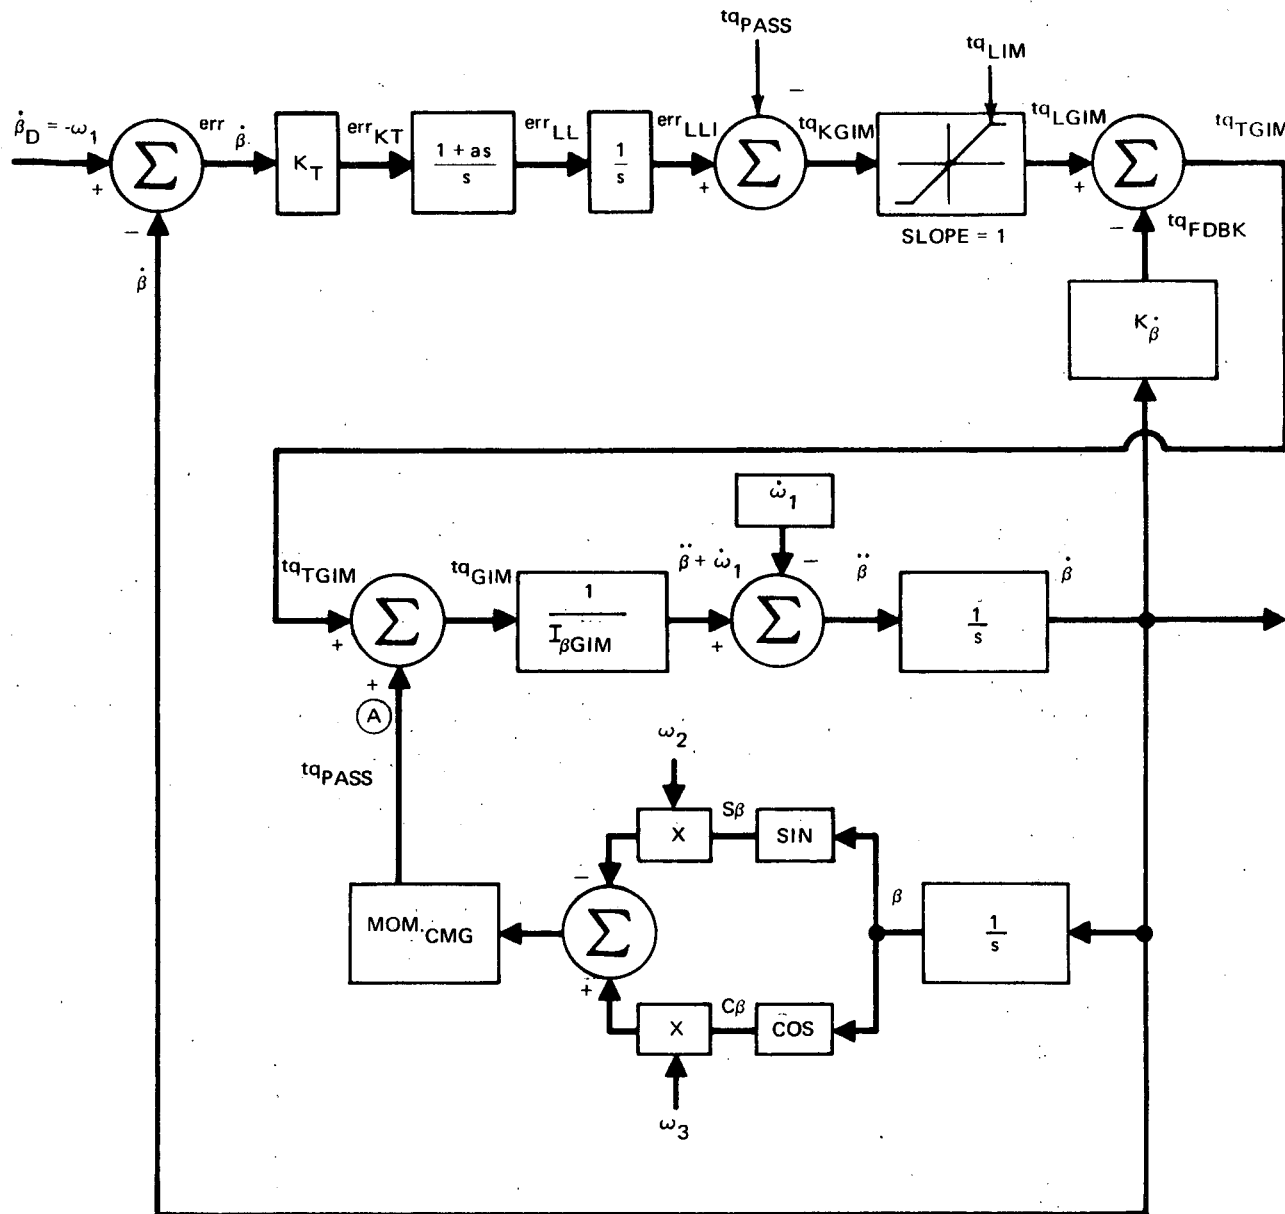 tqPASS
tqLIM
β̇D = -ω1
err β̇
errKT
errLL
errLLI
tqKGIM
tqLGIM
tqTGIM
−
Σ
KT
1 + as
s
1
s
Σ
Σ
+
+
+
−
SLOPE = 1
−
tqFDBK
β̇
Kβ̇
ω̇1
tqTGIM
tqGIM
β̈ + ω̇1
−
β̈
β̇
Σ
1
IβGIM
Σ
1
s
+
+
+
A
ω2
tqPASS
Sβ
X
SIN
−
β
MOM.CMG
Σ
1
s
+
Cβ
X
COS
ω3